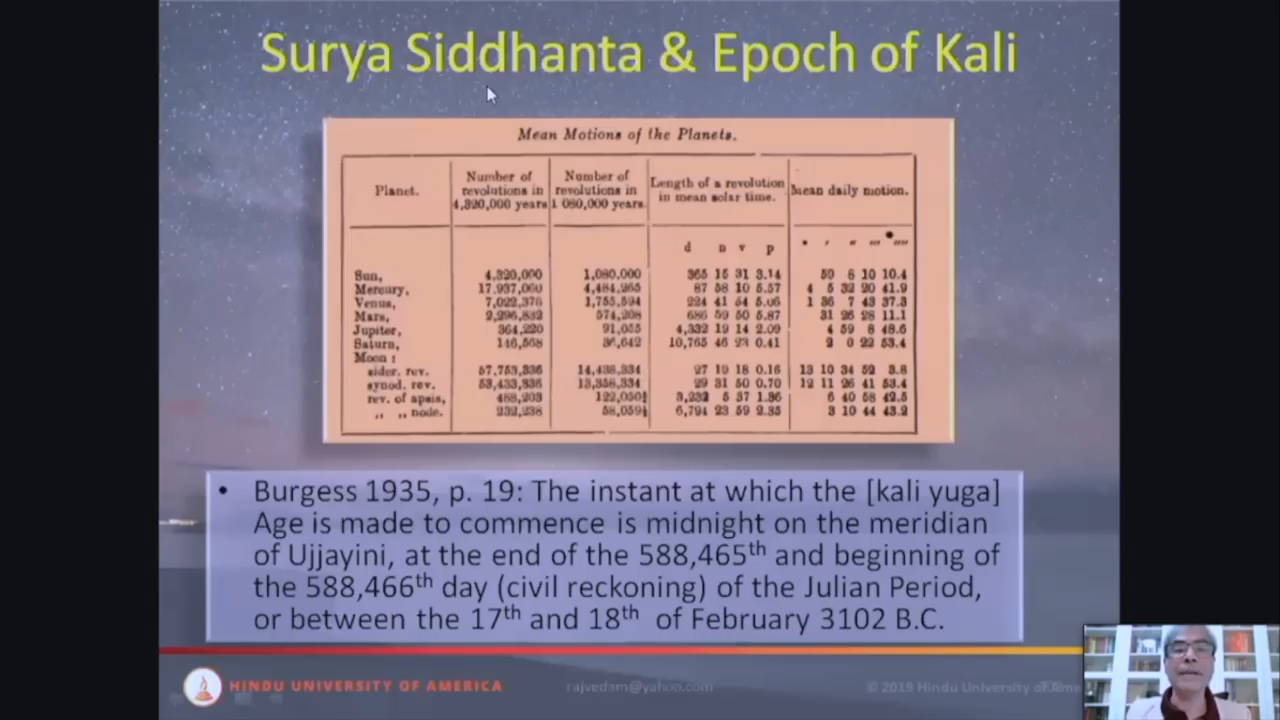 Surya Siddhanta & Epoch of Kali
Mean Motions of the Planets.
Planet. Number of revolutions in 4,320,000 years Number of revolutions in 1 080,000 years. Length of a revolution in mean solar time. Mean daily motion.
d n v p ° ′ ″ ‴ ⁗
Sun, 4,320,000 1,080,000 365 15 31 3.14 59 8 10 10.4
Mercury, 17,937,060 4,484,265 87 58 10 5.57 4 5 32 20 41.9
Venus, 7,022,376 1,755,594 224 41 54 5.06 1 36 7 43 37.3
Mars, 2,296,832 574,208 686 59 50 5.87 31 26 28 11.1
Jupiter, 364,220 91,055 4,332 19 14 2.09 4 59 8 48.6
Saturn, 146,568 36,642 10,765 46 23 0.41 2 0 22 53.4
Moon :
sider. rev. 57,753,336 14,438,334 27 19 18 0.16 13 10 34 52 3.8
synod. rev. 53,433,336 13,358,334 29 31 50 0.70 12 11 26 41 53.4
rev. of apsis, 488,203 3,232 5 37 1.36 6 40 58 42.5
„ „ node. 232,238 6,794 23 59 2.35 3 10 44 43.2
• Burgess 1935, p. 19: The instant at which the [kali yuga]
Age is made to commence is midnight on the meridian
of Ujjayini, at the end of the 588,465th and beginning of
the 588,466th day (civil reckoning) of the Julian Period,
or between the 17th and 18th of February 3102 B.C.
HINDU UNIVERSITY OF AMERICA rajvedam@yahoo.com © 2019 Hindu University of